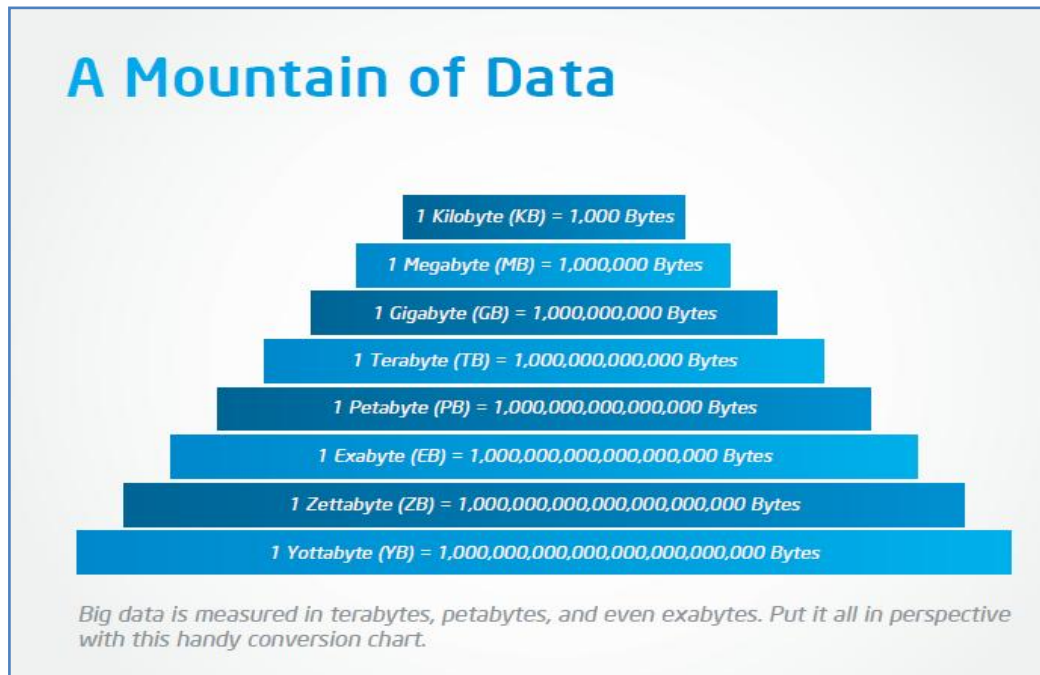 A Mountain of Data
1 Kilobyte (KB) = 1,000 Bytes
1 Megabyte (MB) = 1,000,000 Bytes
1 Gigabyte (GB) = 1,000,000,000 Bytes
1 Terabyte (TB) = 1,000,000,000,000 Bytes
1 Petabyte (PB) = 1,000,000,000,000,000 Bytes
1 Exabyte (EB) = 1,000,000,000,000,000,000 Bytes
1 Zettabyte (ZB) = 1,000,000,000,000,000,000,000 Bytes
1 Yottabyte (YB) = 1,000,000,000,000,000,000,000,000 Bytes
Big data is measured in terabytes, petabytes, and even exabytes. Put it all in perspective
with this handy conversion chart.